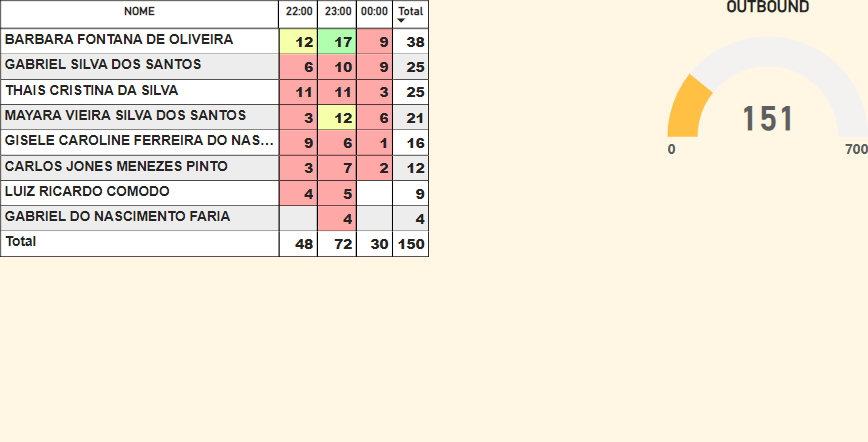 NOME 22:00 23:00 00:00 Total
BARBARA FONTANA DE OLIVEIRA 12 17 9 38
GABRIEL SILVA DOS SANTOS 6 10 9 25
THAIS CRISTINA DA SILVA 11 11 3 25
MAYARA VIEIRA SILVA DOS SANTOS 3 12 6 21
GISELE CAROLINE FERREIRA DO NAS... 9 6 1 16
CARLOS JONES MENEZES PINTO 3 7 2 12
LUIZ RICARDO COMODO 4 5 9
GABRIEL DO NASCIMENTO FARIA 4 4
Total 48 72 30 150
OUTBOUND
151
0 700